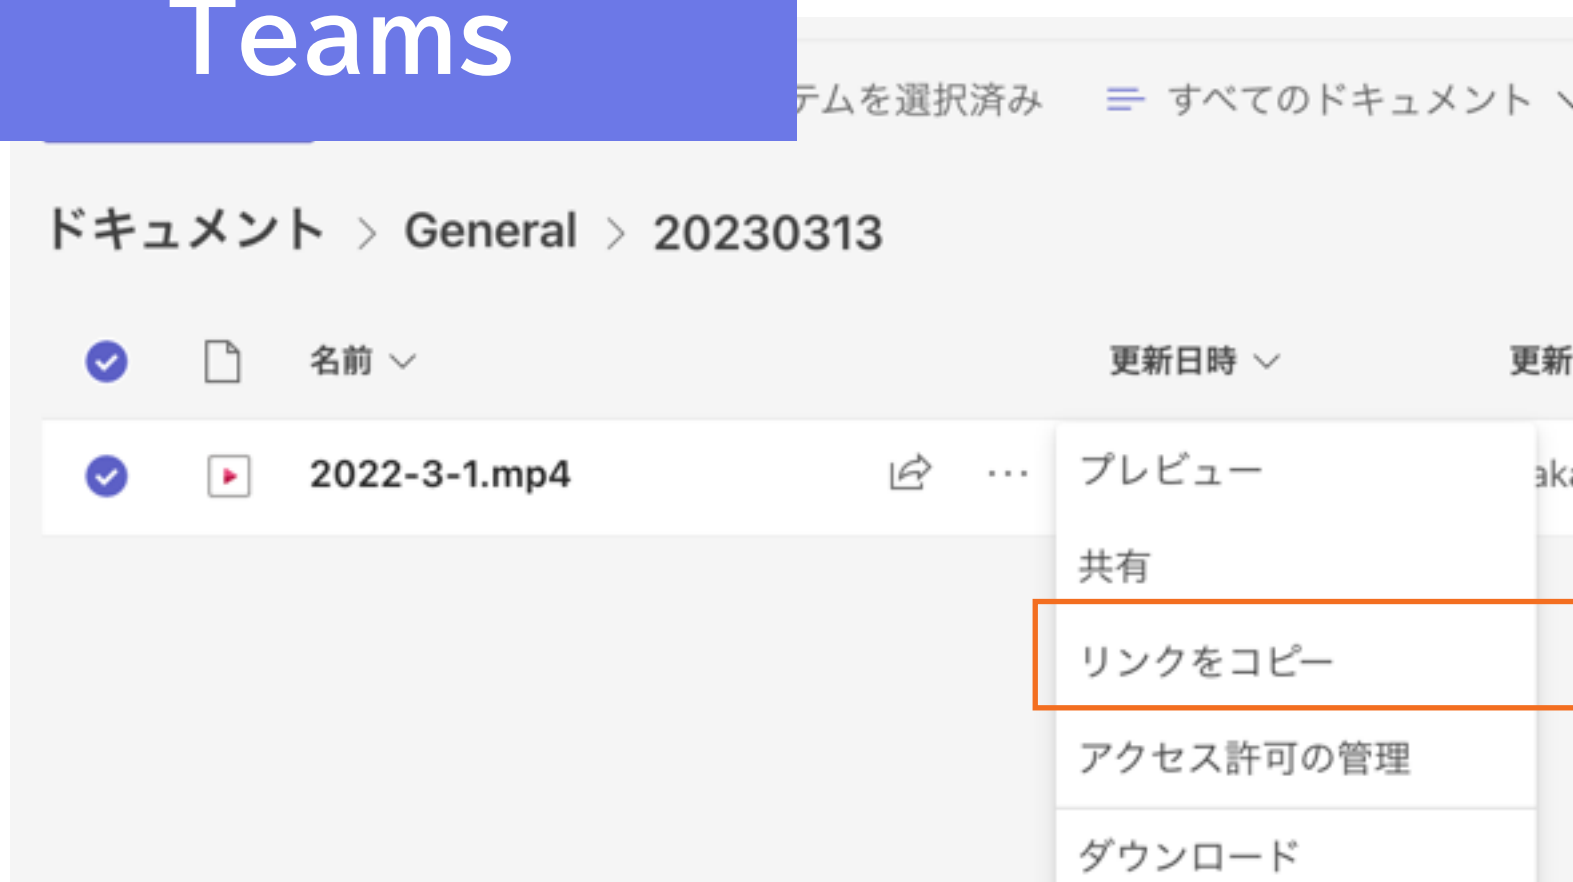 Teams
テムを選択済み すべてのドキュメント
ドキュメント > General > 20230313
名前 更新日時 更新
2022-3-1.mp4 ...
プレビュー
共有
リンクをコピー
アクセス許可の管理
ダウンロード